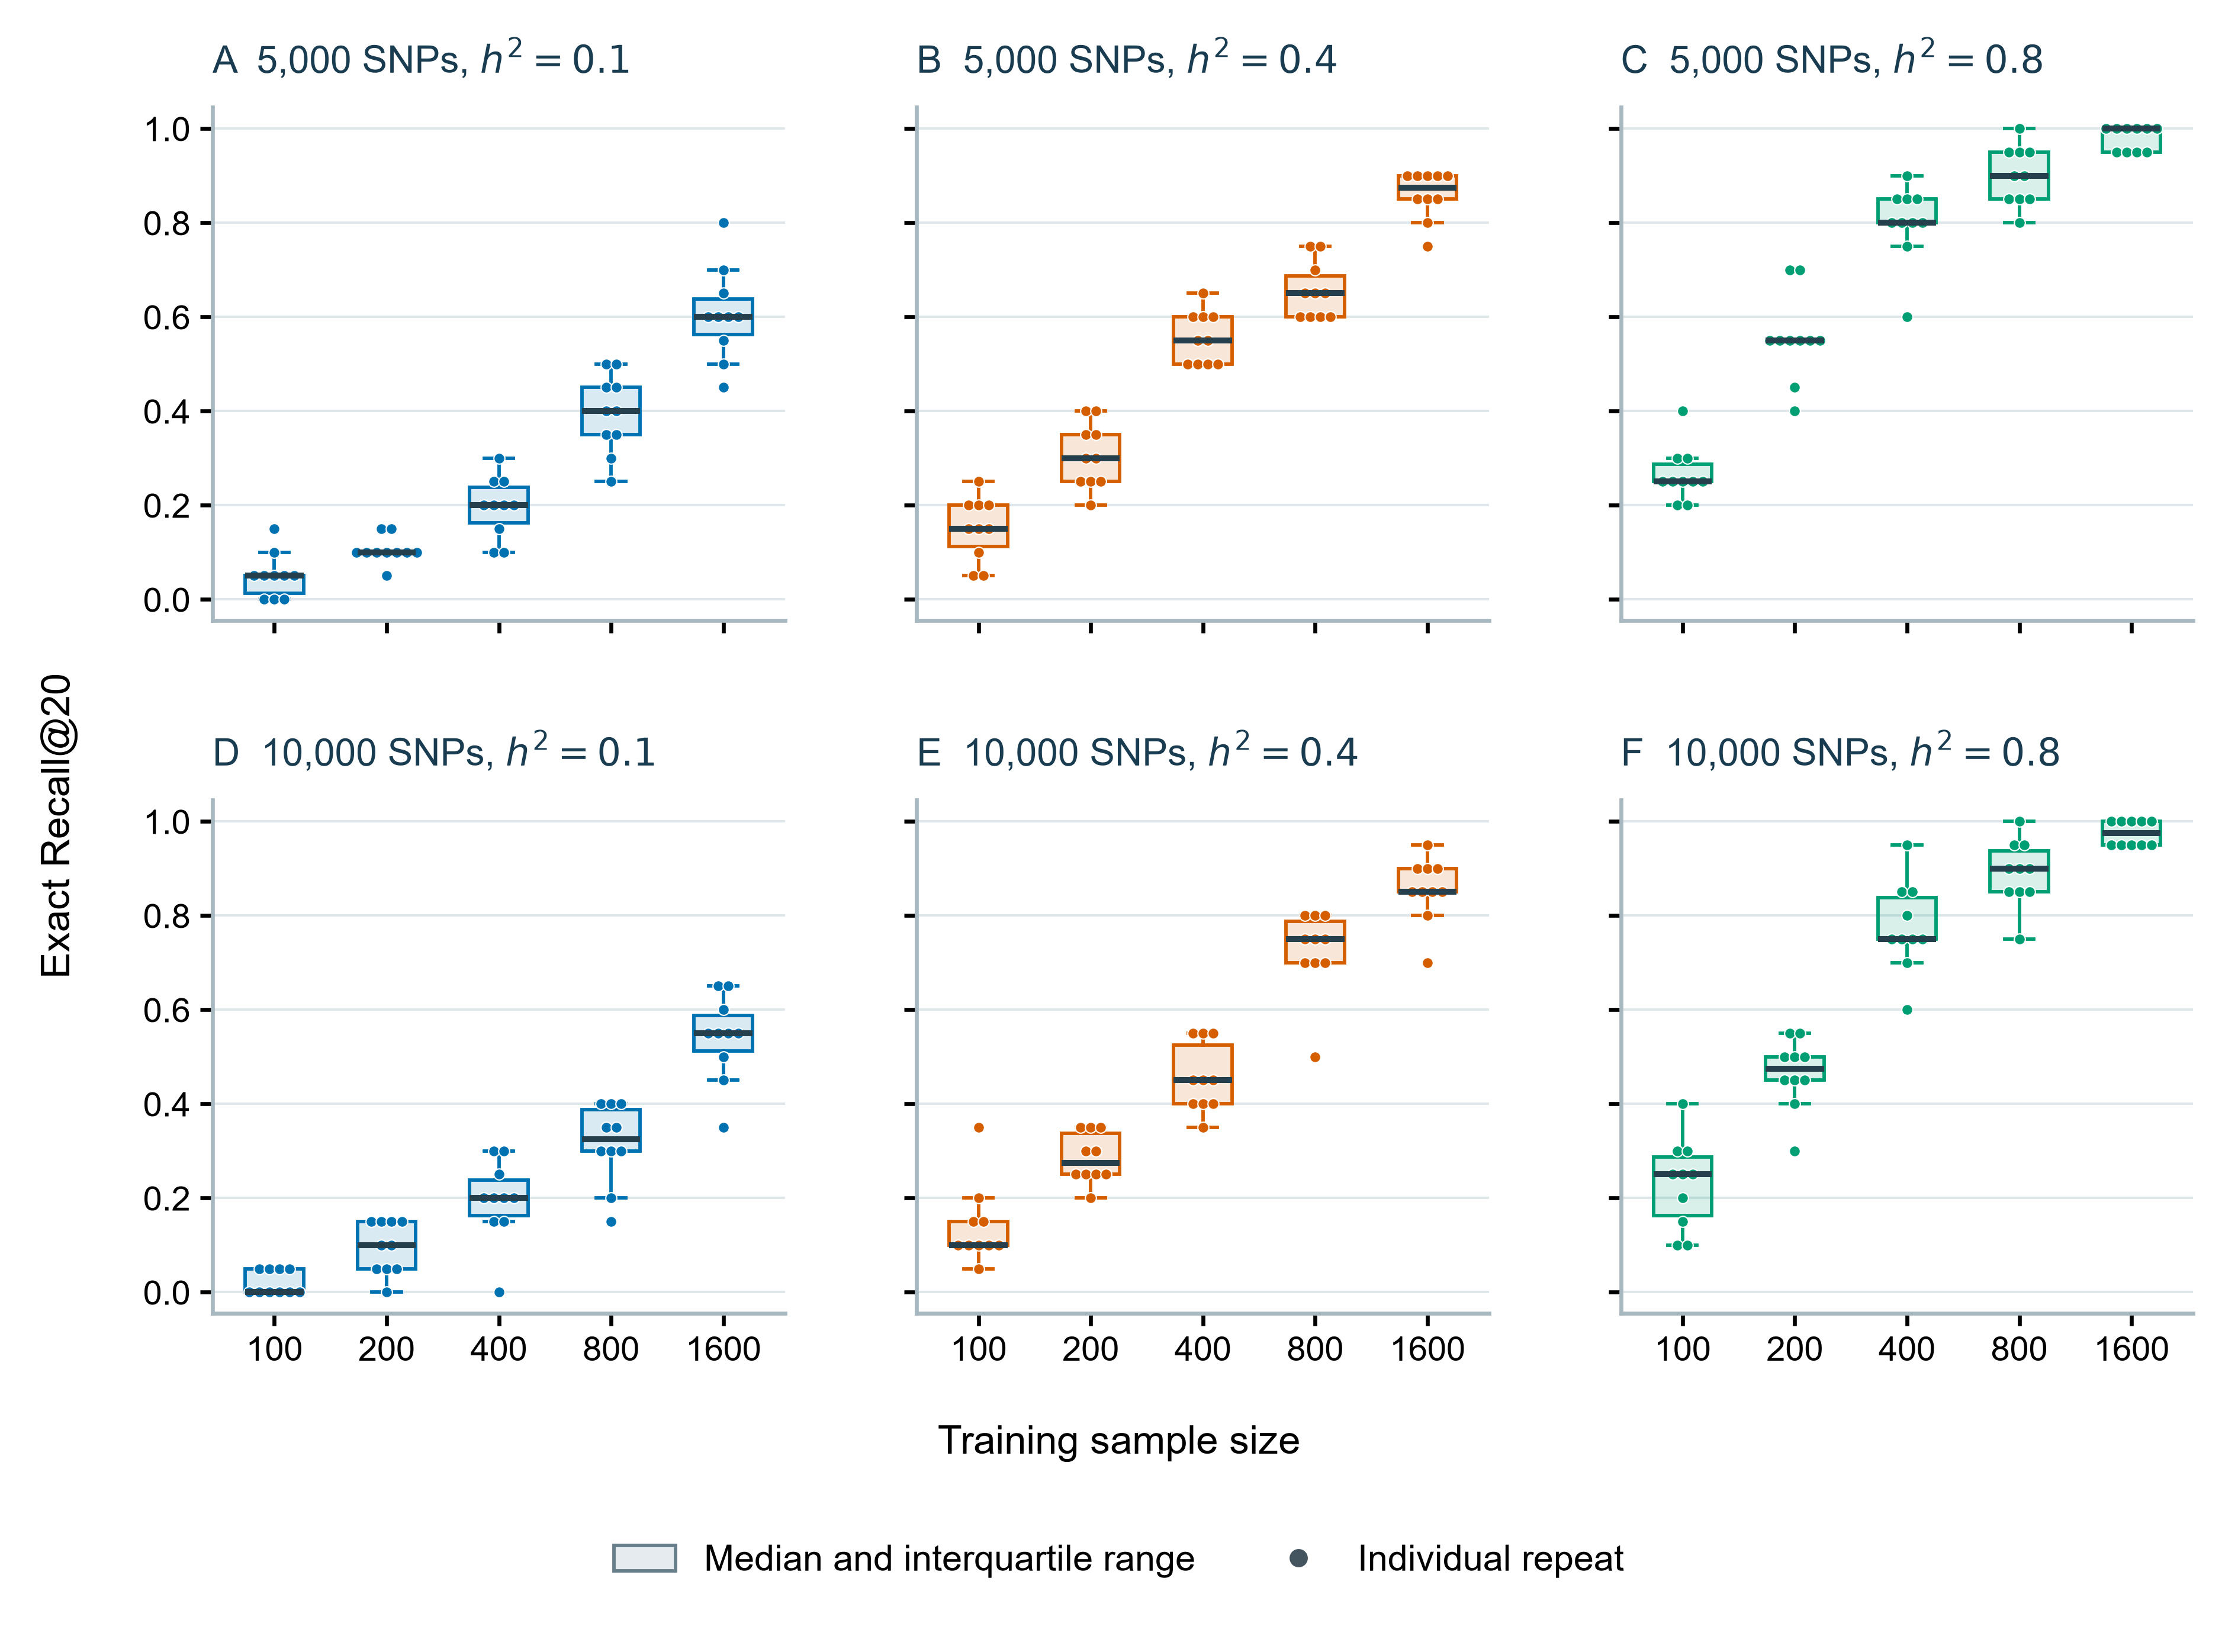 A 5,000 SNPs, h² = 0.1
B 5,000 SNPs, h² = 0.4
C 5,000 SNPs, h² = 0.8
1.0
0.8
0.6
0.4
0.2
0.0
Exact Recall@20
D 10,000 SNPs, h² = 0.1
E 10,000 SNPs, h² = 0.4
F 10,000 SNPs, h² = 0.8
1.0
0.8
0.6
0.4
0.2
0.0
100 200 400 800 1600
100 200 400 800 1600
100 200 400 800 1600
Training sample size
Median and interquartile range
Individual repeat